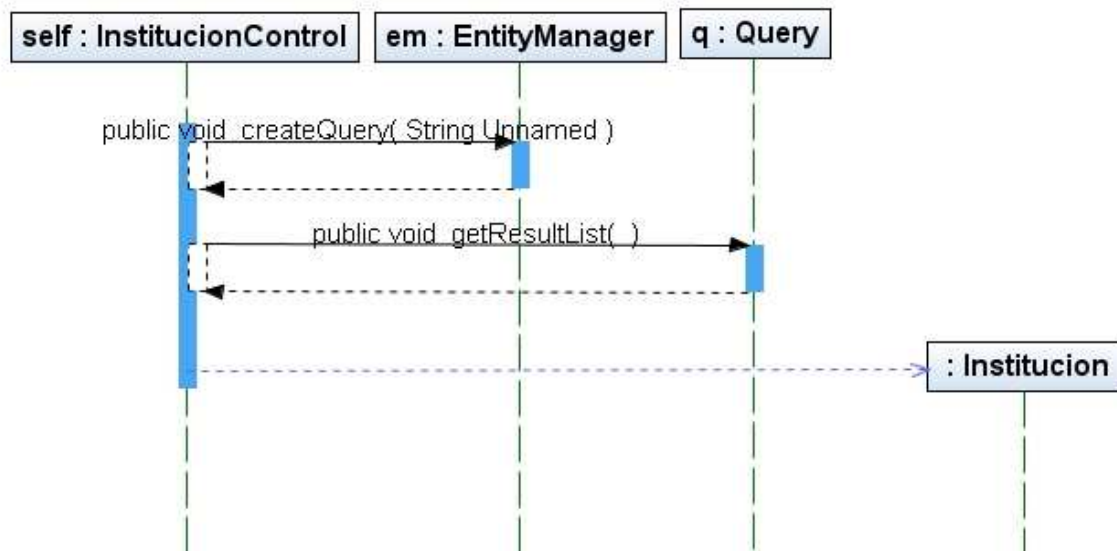 self : InstitucionControl
em : EntityManager
q : Query
public void createQuery( String Unnamed )
public void getResultList( )
: Institucion